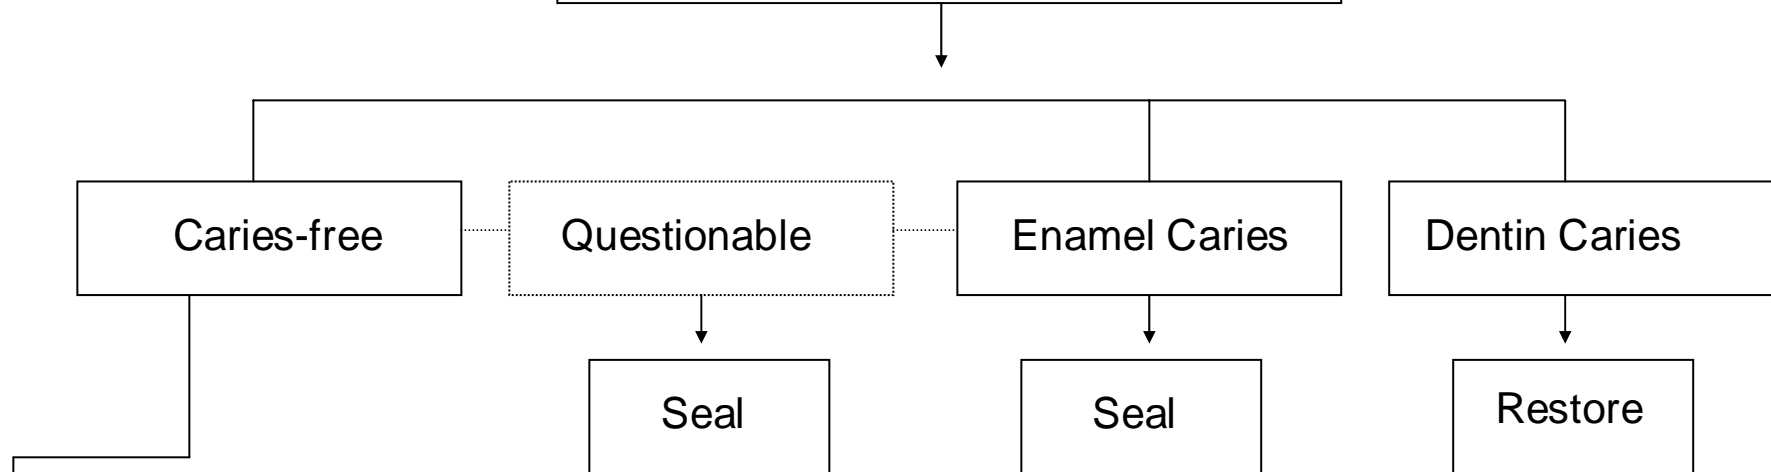 Caries-free
Questionable
Enamel Caries
Dentin Caries
Seal
Seal
Restore